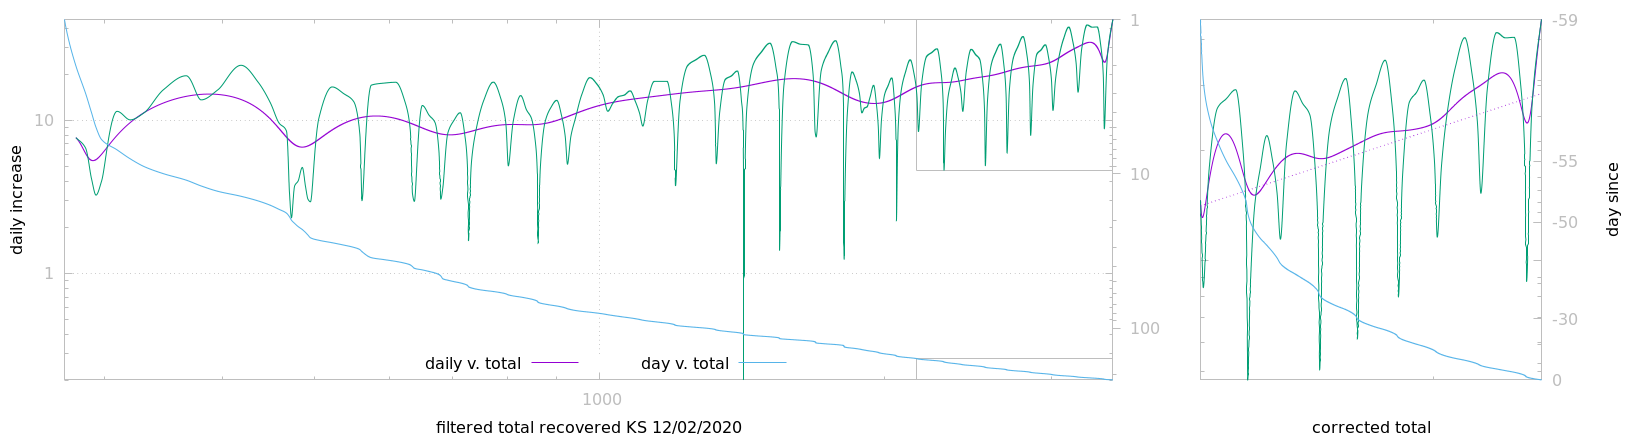 daily increase
10
1
1
10
100
daily v. total
day v. total
1000
filtered total recovered KS 12/02/2020
-59
-55
-50
-30
0
day since
corrected total